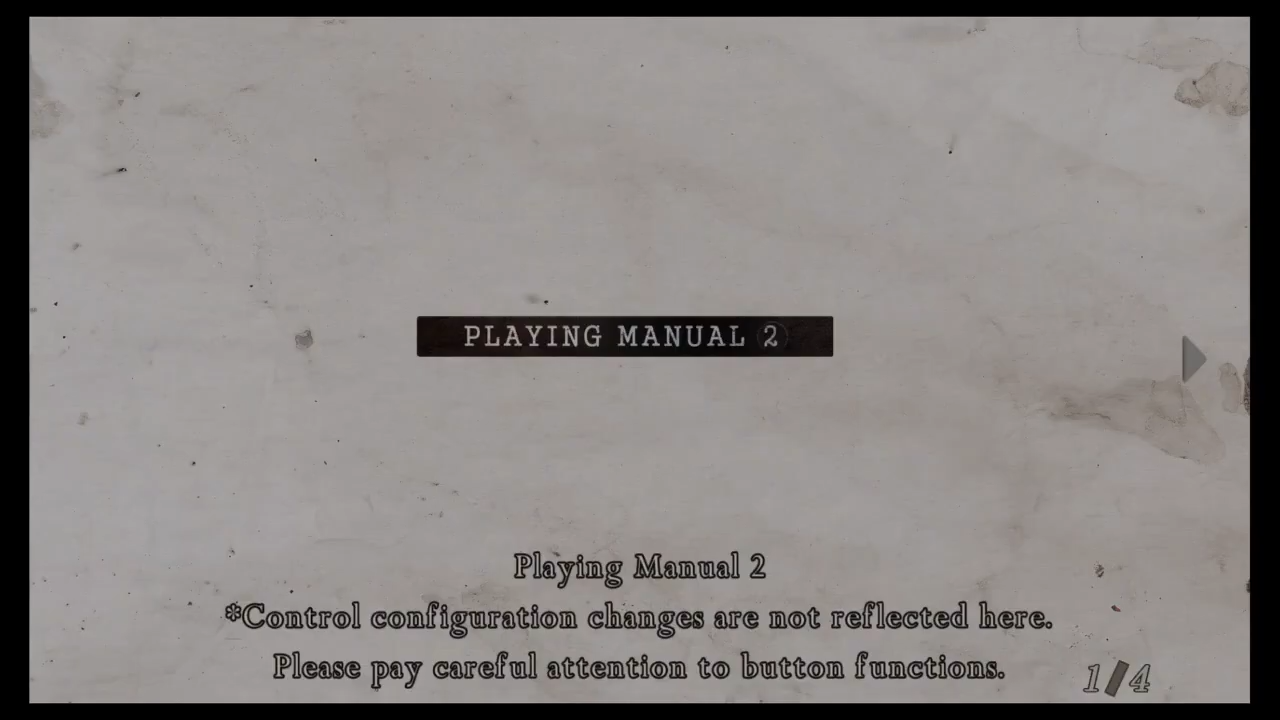 PLAYING MANUAL 2
Playing Manual 2
*Control configuration changes are not reflected here.
Please pay careful attention to button functions.
1/4